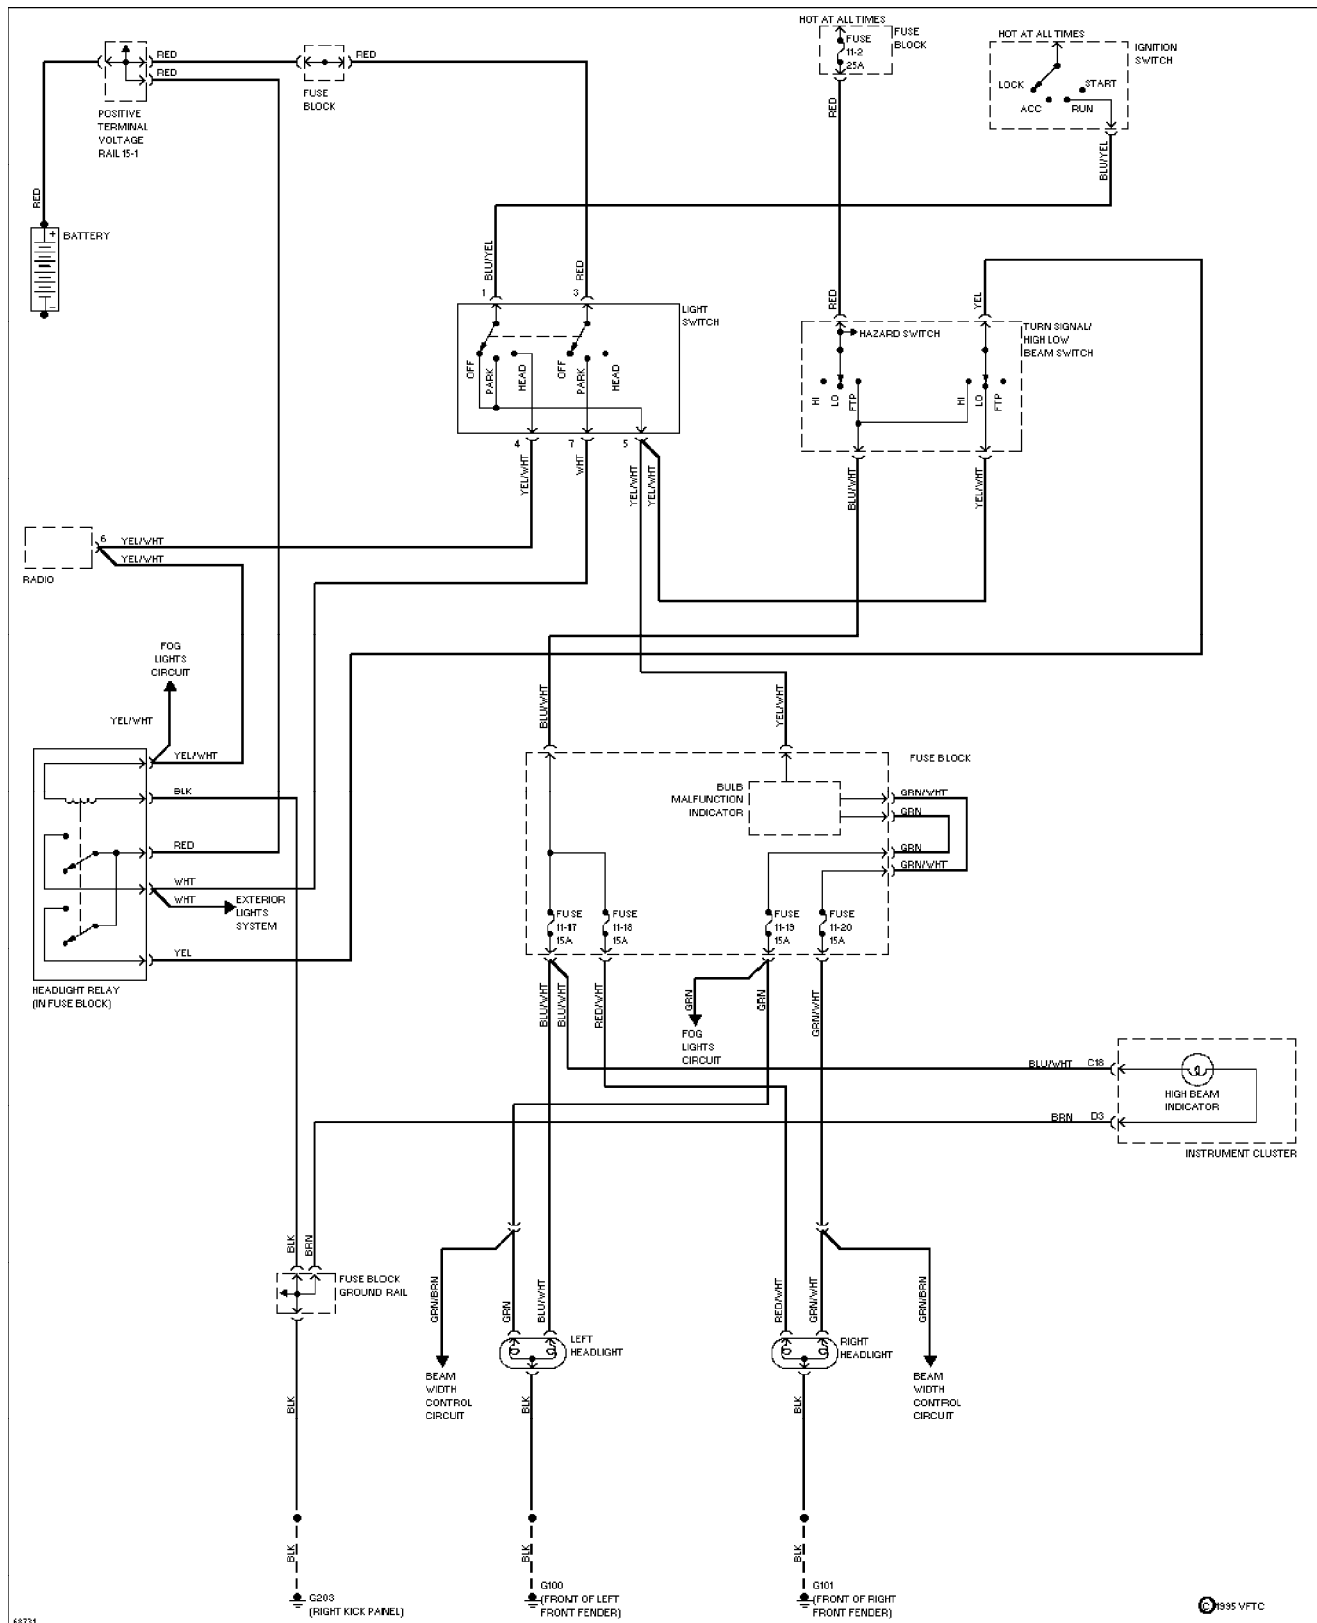 HOT AT ALL TIMES
FUSE
11-2
25A
FUSE
BLOCK
HOT AT ALL TIMES
IGNITION
SWITCH
LOCK
START
ACC
RUN
RED
RED
RED
FUSE
BLOCK
POSITIVE
TERMINAL
VOLTAGE
RAIL 15-1
RED
BLU/YEL
RED
BATTERY
+
-
BLU/YEL
RED
RED
YEL
1
3
LIGHT
SWITCH
OFF
PARK
HEAD
OFF
PARK
HEAD
HAZARD SWITCH
TURN SIGNAL/
HIGH LOW
BEAM SWITCH
HI
LO
FTP
HI
LO
FTP
4
7
5
YEL/WHT
WHT
YEL/WHT
YEL/WHT
BLU/WHT
YEL/WHT
6
YEL/WHT
YEL/WHT
RADIO
FOG
LIGHTS
CIRCUIT
YEL/WHT
YEL/WHT
BLK
RED
WHT
WHT
EXTERIOR
LIGHTS
SYSTEM
YEL
HEADLIGHT RELAY
(IN FUSE BLOCK)
BLU/WHT
YEL/WHT
FUSE BLOCK
BULB
MALFUNCTION
INDICATOR
GRN/WHT
GRN
GRN
GRN/WHT
FUSE
11-17
15A
FUSE
11-18
15A
FUSE
11-19
15A
FUSE
11-20
15A
BLU/WHT
BLU/WHT
RED/WHT
GRN
GRN
GRN/WHT
FOG
LIGHTS
CIRCUIT
BLU/WHT
C18
HIGH BEAM
INDICATOR
BRN
D3
INSTRUMENT CLUSTER
BLK
BRN
FUSE BLOCK
GROUND RAIL
GRN/BRN
GRN
BLU/WHT
RED/WHT
GRN/WHT
GRN/BRN
LEFT
HEADLIGHT
RIGHT
HEADLIGHT
BEAM
WIDTH
CONTROL
CIRCUIT
BEAM
WIDTH
CONTROL
CIRCUIT
BLK
BLK
BLK
BLK
BLK
BLK
G203
(RIGHT KICK PAINEL)
G100
(FRONT OF LEFT
FRONT FENDER)
G101
(FRONT OF RIGHT
FRONT FENDER)
© 1995 VFTC